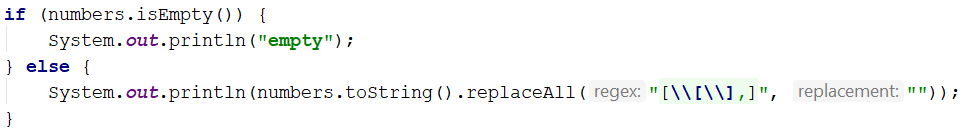 if (numbers.isEmpty()) {
    System.out.println("empty");
} else {
    System.out.println(numbers.toString().replaceAll( regex: "[\\[\\],]", replacement: ""));
}